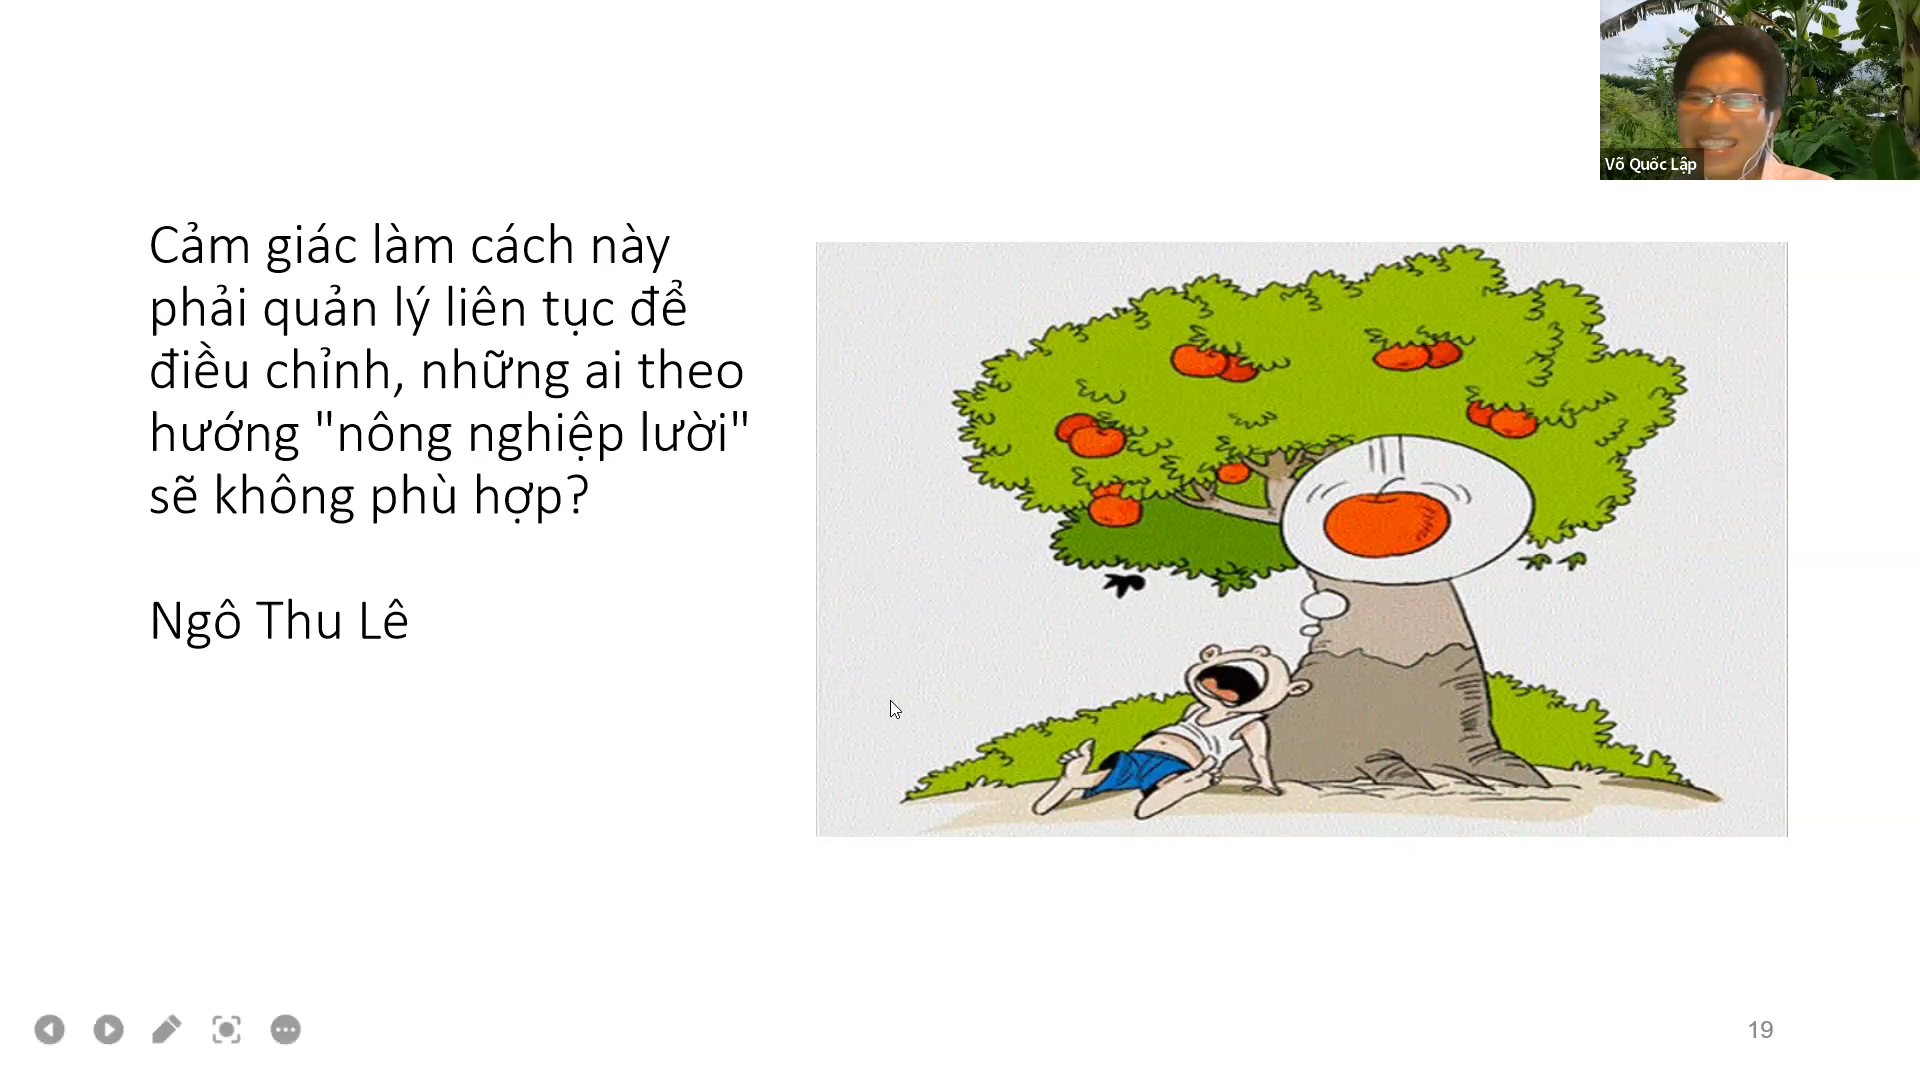 Võ Quốc Lập
Cảm giác làm cách này
phải quản lý liên tục để
điều chỉnh, những ai theo
hướng "nông nghiệp lười"
sẽ không phù hợp?
Ngô Thu Lê
19